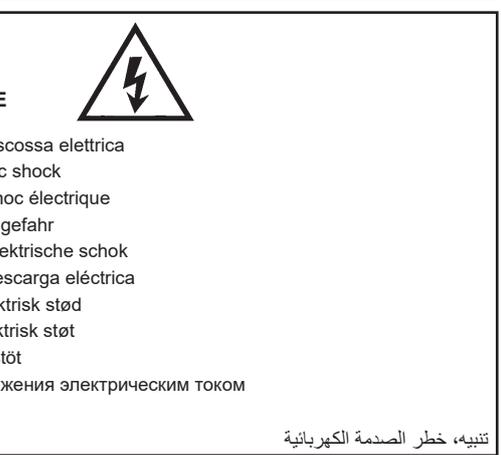 E
scossa elettrica
c shock
hoc électrique
gefahr
lektrische schok
escarga eléctrica
ktrisk stød
ktrisk støt
töt
жения электрическим током
تنبيه، خطر الصدمة الكهربائية